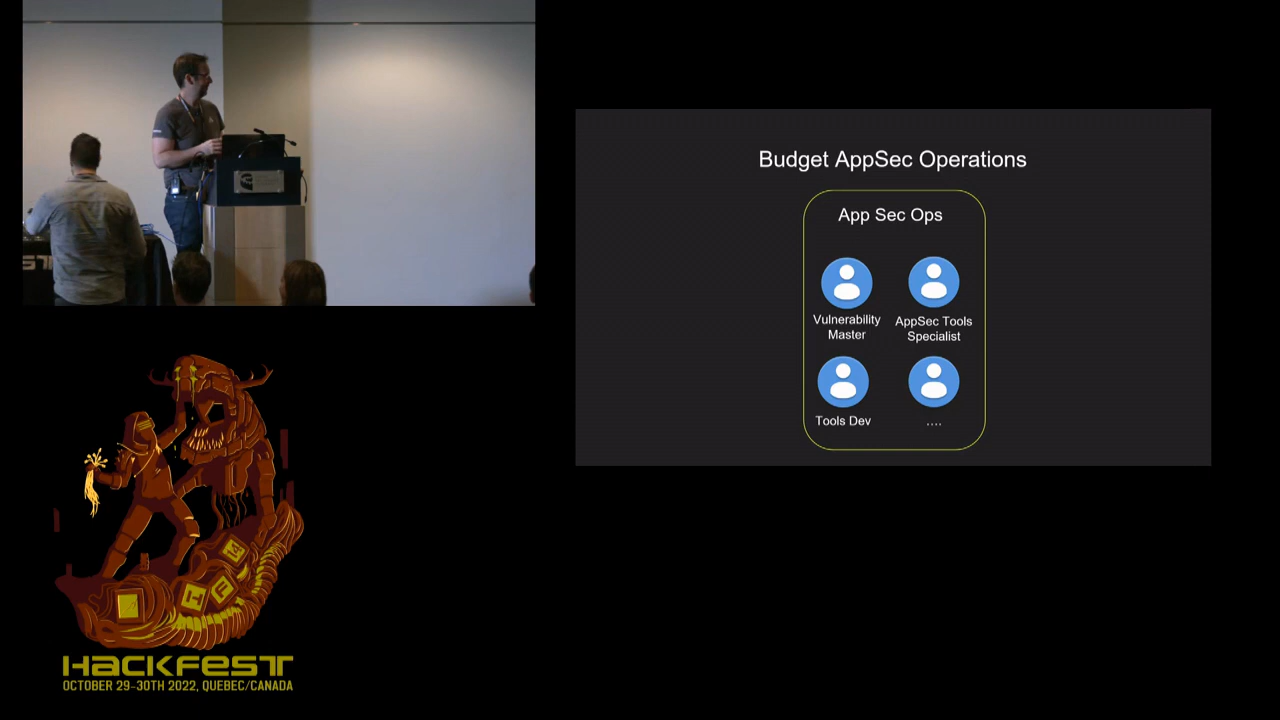 Budget AppSec Operations
App Sec Ops
Vulnerability
Master
AppSec Tools
Specialist
Tools Dev
....
HACKFEST
OCTOBER 29-30TH 2022, QUEBEC/CANADA